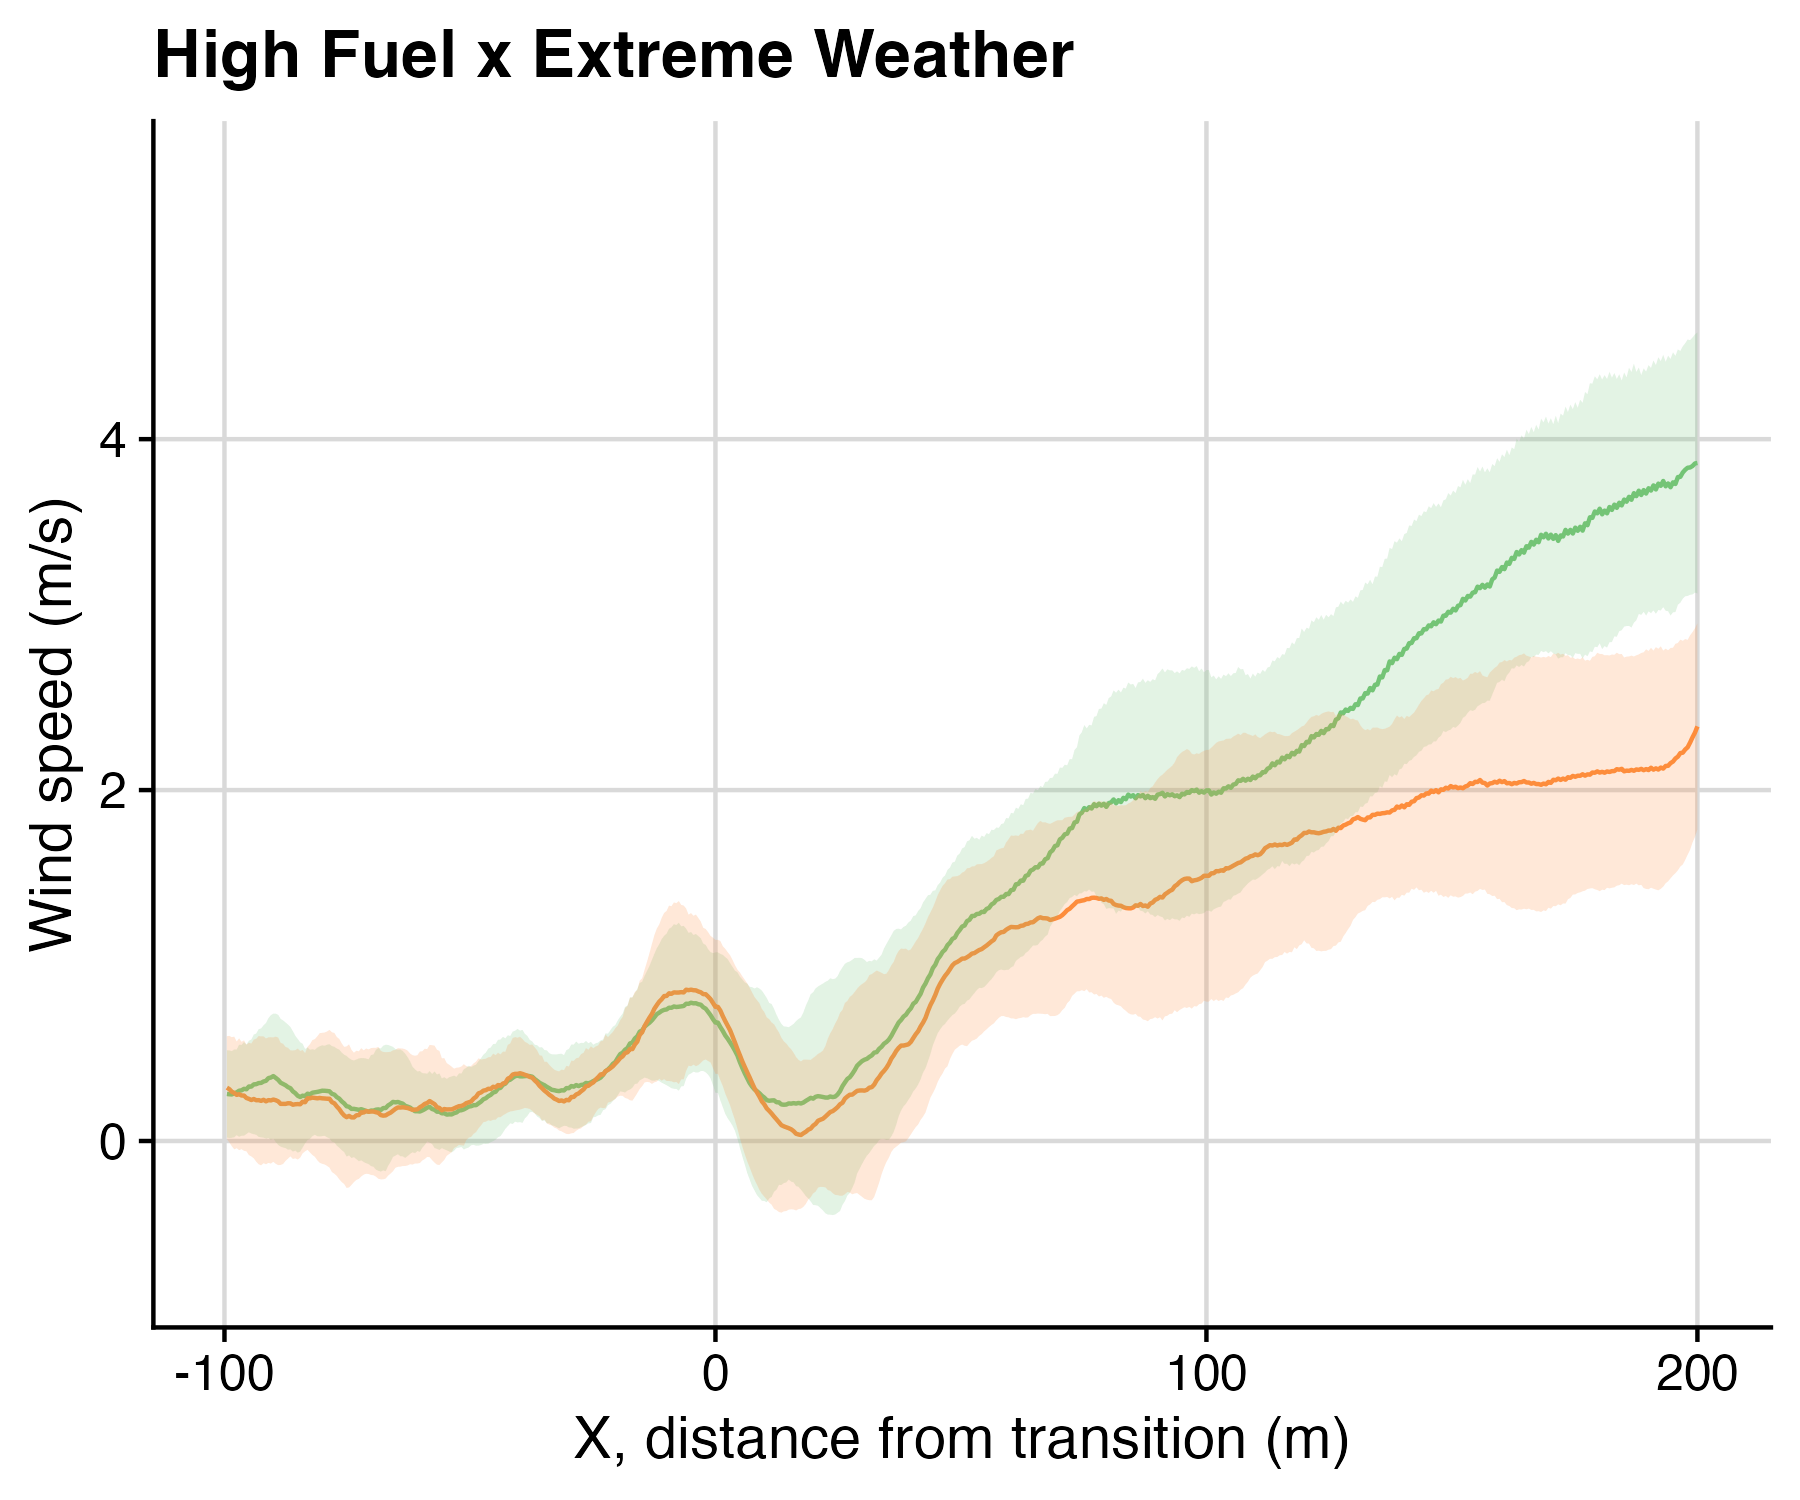 High Fuel x Extreme Weather
Wind speed (m/s)
4
2
0
-100 0 100 200
X, distance from transition (m)